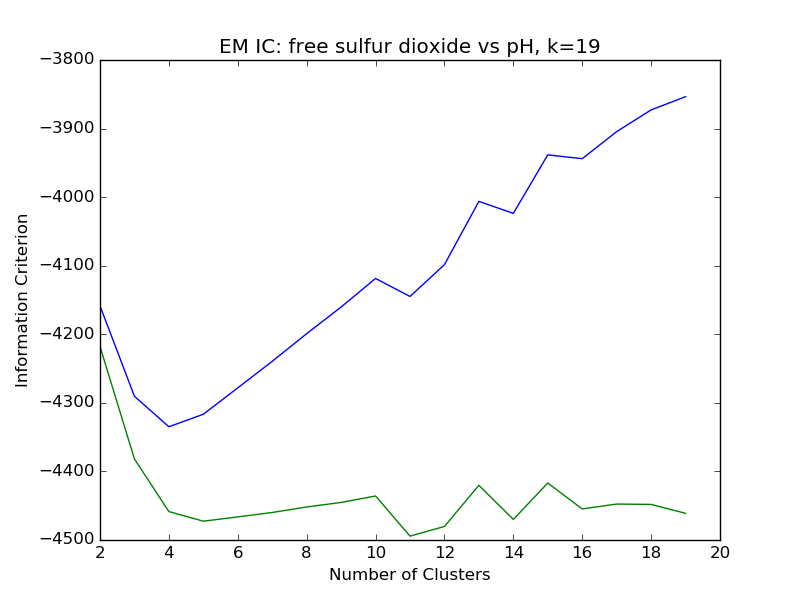 EM IC: free sulfur dioxide vs pH, k=19
−3800
−3900
−4000
−4100
−4200
−4300
−4400
−4500
Information Criterion
2 4 6 8 10 12 14 16 18 20
Number of Clusters